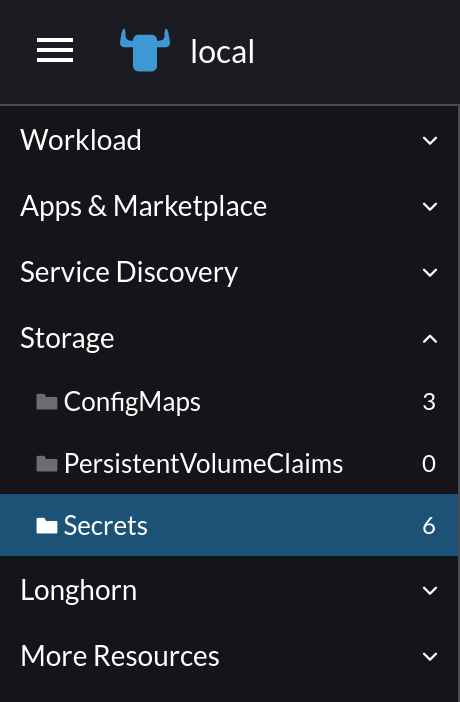 local
Workload
Apps & Marketplace
Service Discovery
Storage
ConfigMaps 3
PersistentVolumeClaims 0
Secrets 6
Longhorn
More Resources